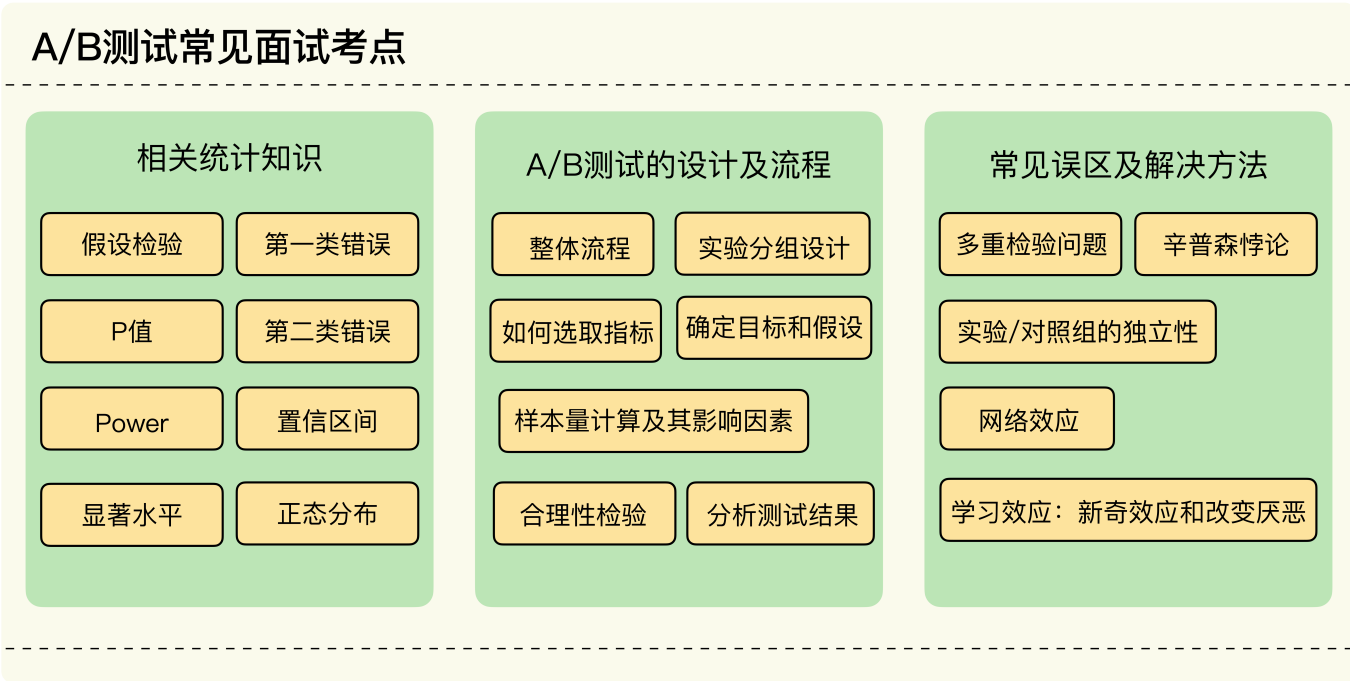 A/B测试常见面试考点
相关统计知识
假设检验
第一类错误
P值
第二类错误
Power
置信区间
显著水平
正态分布
A/B测试的设计及流程
整体流程
实验分组设计
如何选取指标
确定目标和假设
样本量计算及其影响因素
合理性检验
分析测试结果
常见误区及解决方法
多重检验问题
辛普森悖论
实验/对照组的独立性
网络效应
学习效应：新奇效应和改变厌恶